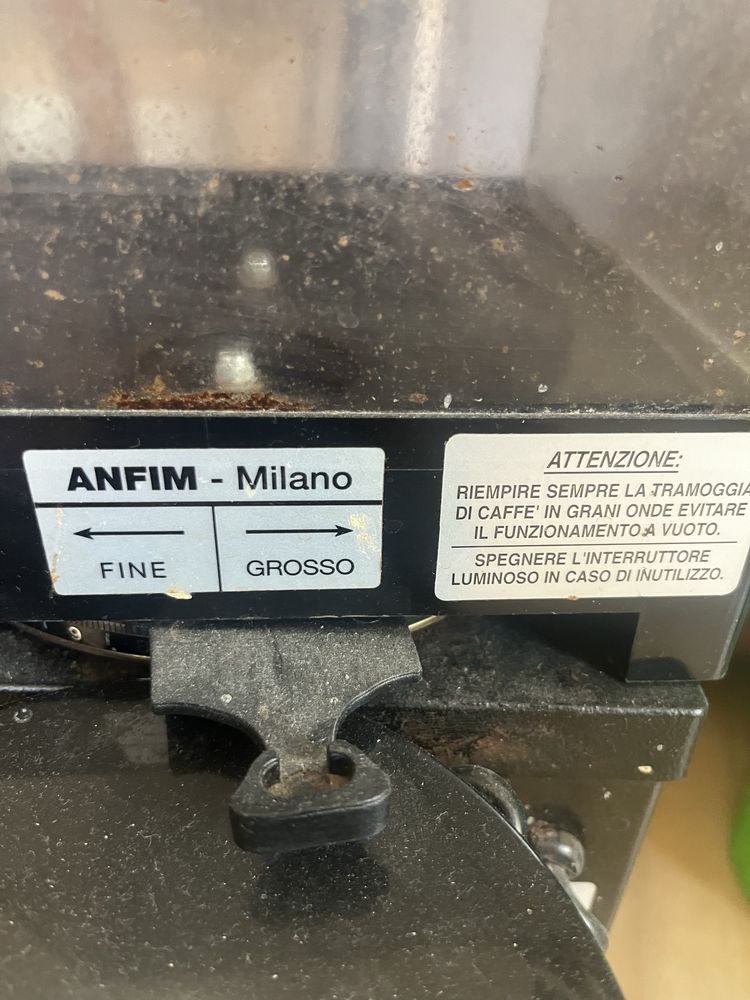 ANFIM - Milano
FINE
GROSSO
ATTENZIONE:
RIEMPIRE SEMPRE LA TRAMOGGIA
DI CAFFE' IN GRANI ONDE EVITARE
IL FUNZIONAMENTO A VUOTO.
SPEGNERE L'INTERRUTTORE
LUMINOSO IN CASO DI INUTILIZZO.